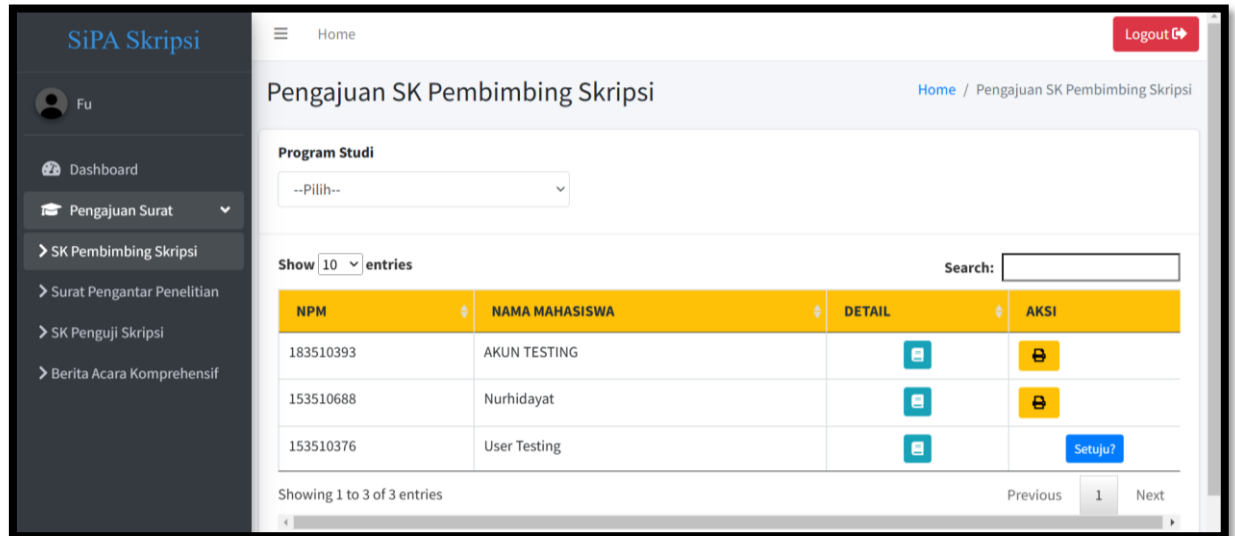 SiPA Skripsi
Fu
Dashboard
Pengajuan Surat
SK Pembimbing Skripsi
Surat Pengantar Penelitian
SK Penguji Skripsi
Berita Acara Komprehensif
Home
Logout
Pengajuan SK Pembimbing Skripsi
Home / Pengajuan SK Pembimbing Skripsi
Program Studi
--Pilih--
Show 10 entries
Search:
NPM NAMA MAHASISWA DETAIL AKSI
183510393 AKUN TESTING
153510688 Nurhidayat
153510376 User Testing Setuju?
Showing 1 to 3 of 3 entries
Previous 1 Next